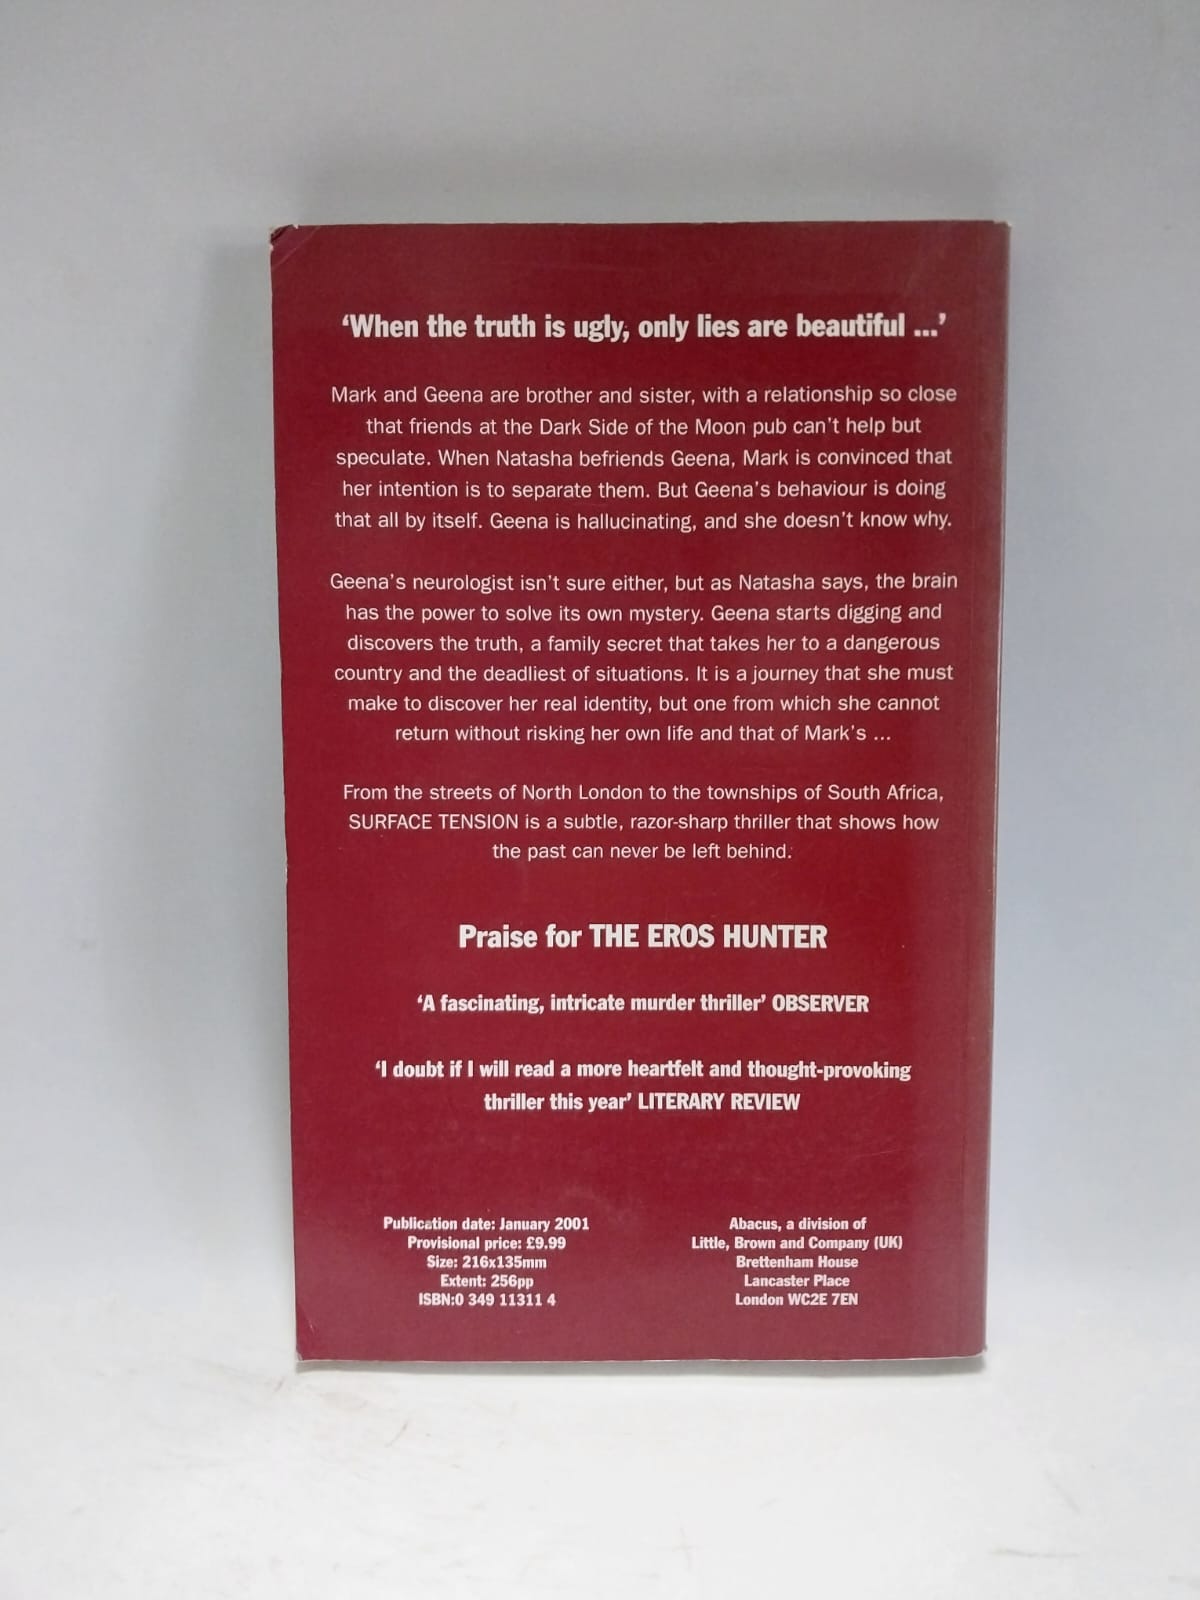 ‘When the truth is ugly, only lies are beautiful ...’
Mark and Geena are brother and sister, with a relationship so close
that friends at the Dark Side of the Moon pub can’t help but
speculate. When Natasha befriends Geena, Mark is convinced that
her intention is to separate them. But Geena’s behaviour is doing
that all by itself. Geena is hallucinating, and she doesn’t know why.
Geena’s neurologist isn’t sure either, but as Natasha says, the brain
has the power to solve its own mystery. Geena starts digging and
discovers the truth, a family secret that takes her to a dangerous
country and the deadliest of situations. It is a journey that she must
make to discover her real identity, but one from which she cannot
return without risking her own life and that of Mark’s ...
From the streets of North London to the townships of South Africa,
SURFACE TENSION is a subtle, razor-sharp thriller that shows how
the past can never be left behind.
Praise for THE EROS HUNTER
‘A fascinating, intricate murder thriller’ OBSERVER
‘I doubt if I will read a more heartfelt and thought-provoking
thriller this year’ LITERARY REVIEW
Publication date: January 2001
Provisional price: £9.99
Size: 216x135mm
Extent: 256pp
ISBN:0 349 11311 4
Abacus, a division of
Little, Brown and Company (UK)
Brettenham House
Lancaster Place
London WC2E 7EN